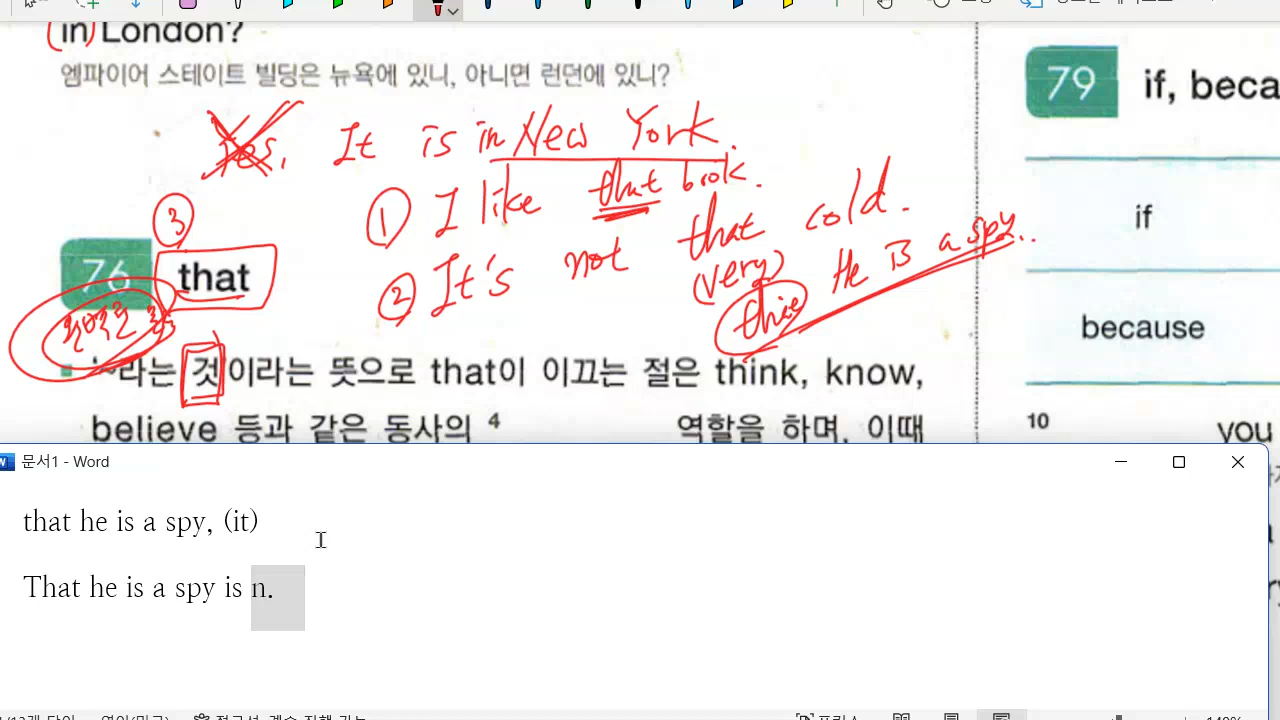 in London?
엠파이어 스테이트 빌딩은 뉴욕에 있니, 아니면 런던에 있니?
Yes. It is in New York.
① I like that book.
② It's not that cold.
(very)
③
76 that
He is a spy.
'~라는 것'이라는 뜻으로 that이 이끄는 절은 think, know,
believe 등과 같은 동사의 4 역할을 하며, 이때
79 if, beca
if
because
10 you
문서1 - Word
that he is a spy, (it)
That he is a spy is n.